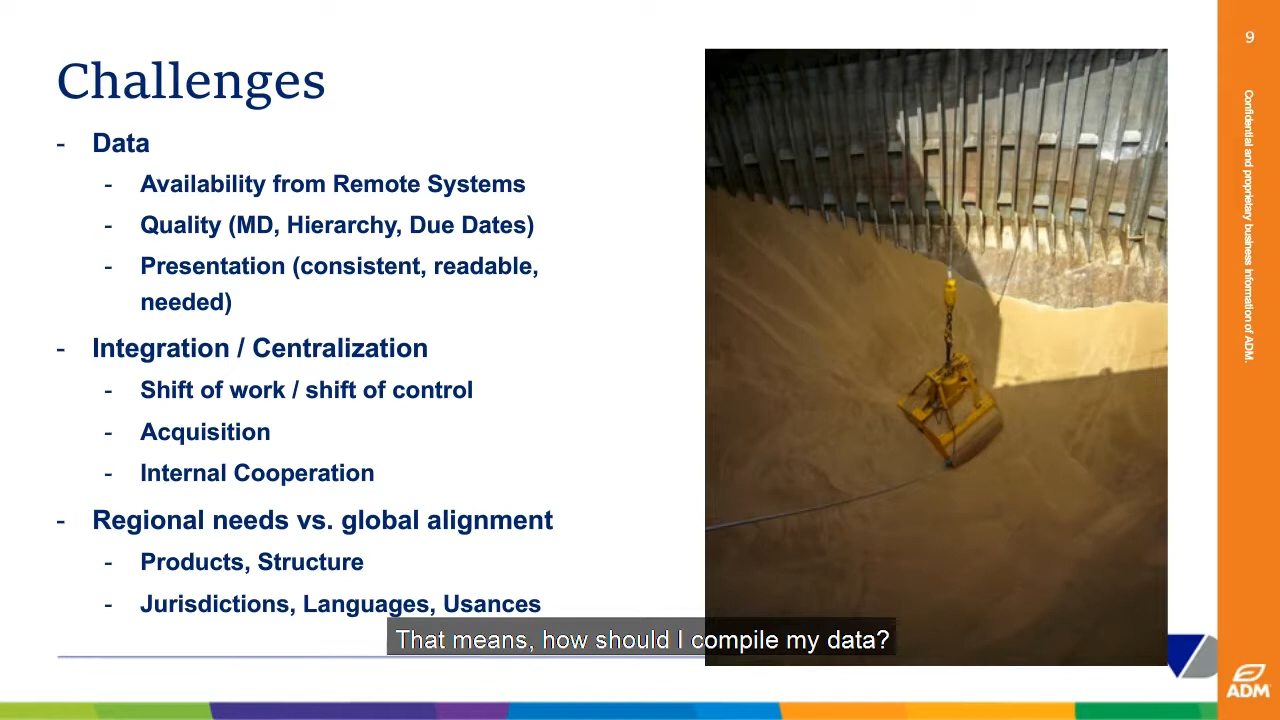 Challenges
- Data
- Availability from Remote Systems
- Quality (MD, Hierarchy, Due Dates)
- Presentation (consistent, readable,
needed)
- Integration / Centralization
- Shift of work / shift of control
- Acquisition
- Internal Cooperation
- Regional needs vs. global alignment
- Products, Structure
- Jurisdictions, Languages, Usances
That means, how should I compile my data?
9
Confidential and proprietary business information of ADM.
ADM